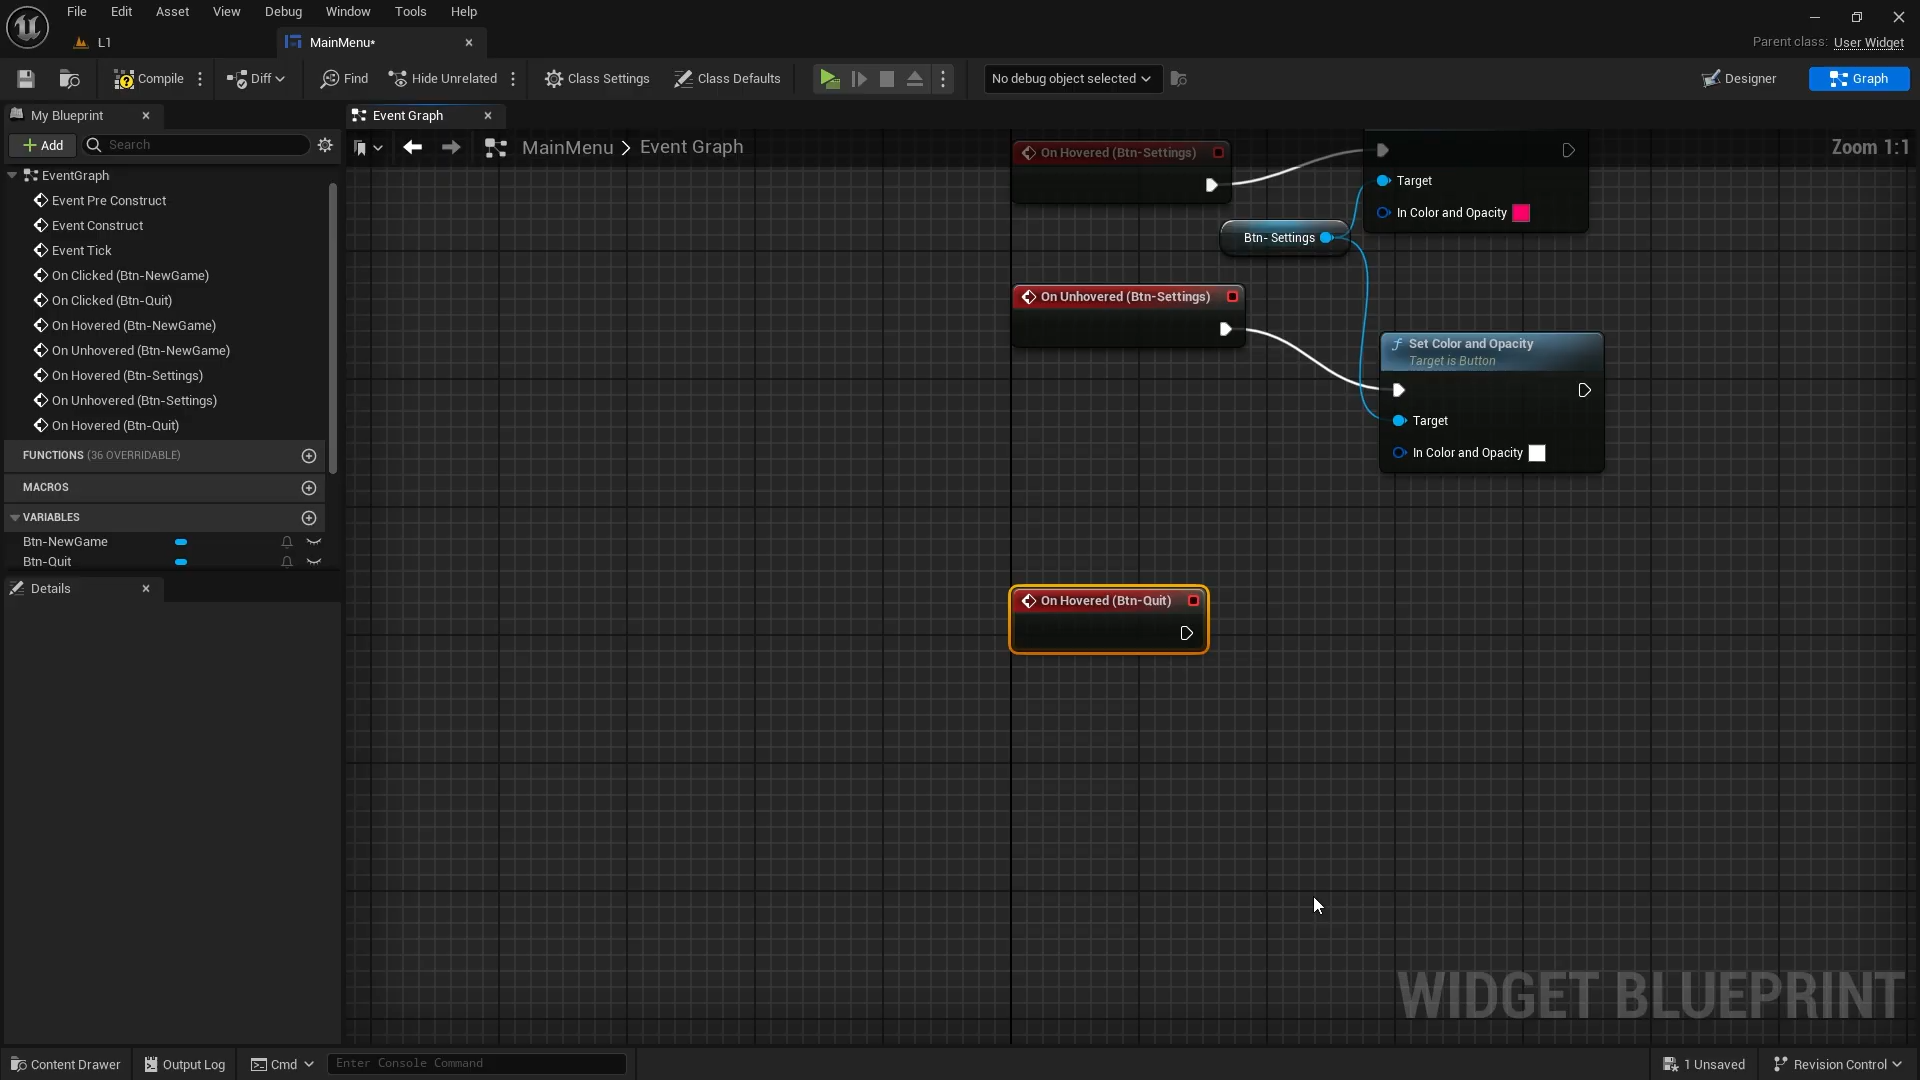 File Edit Asset View Debug Window Tools Help
L1
MainMenu*
Parent class: User Widget
Compile Diff Find Hide Unrelated Class Settings Class Defaults No debug object selected Designer Graph
My Blueprint
Event Graph
Add Search
MainMenu > Event Graph
Zoom 1:1
EventGraph
Event Pre Construct
Event Construct
Event Tick
On Clicked (Btn-NewGame)
On Clicked (Btn-Quit)
On Hovered (Btn-NewGame)
On Unhovered (Btn-NewGame)
On Hovered (Btn-Settings)
On Unhovered (Btn-Settings)
On Hovered (Btn-Quit)
FUNCTIONS (36 OVERRIDABLE)
MACROS
VARIABLES
Btn-NewGame
Btn-Quit
Details
On Hovered (Btn-Settings)
Target
In Color and Opacity
Btn- Settings
On Unhovered (Btn-Settings)
Set Color and Opacity
Target is Button
Target
In Color and Opacity
On Hovered (Btn-Quit)
WIDGET BLUEPRINT
Content Drawer Output Log Cmd Enter Console Command 1 Unsaved Revision Control